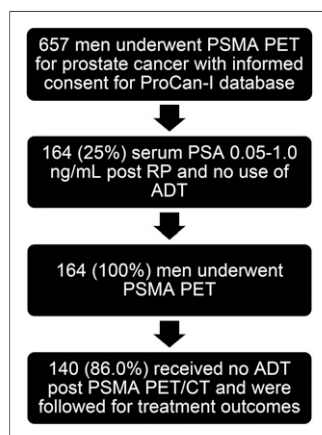 657 men underwent PSMA PET
for prostate cancer with informed
consent for ProCan-I database
164 (25%) serum PSA 0.05-1.0
ng/mL post RP and no use of
ADT
164 (100%) men underwent
PSMA PET
140 (86.0%) received no ADT
post PSMA PET/CT and were
followed for treatment outcomes